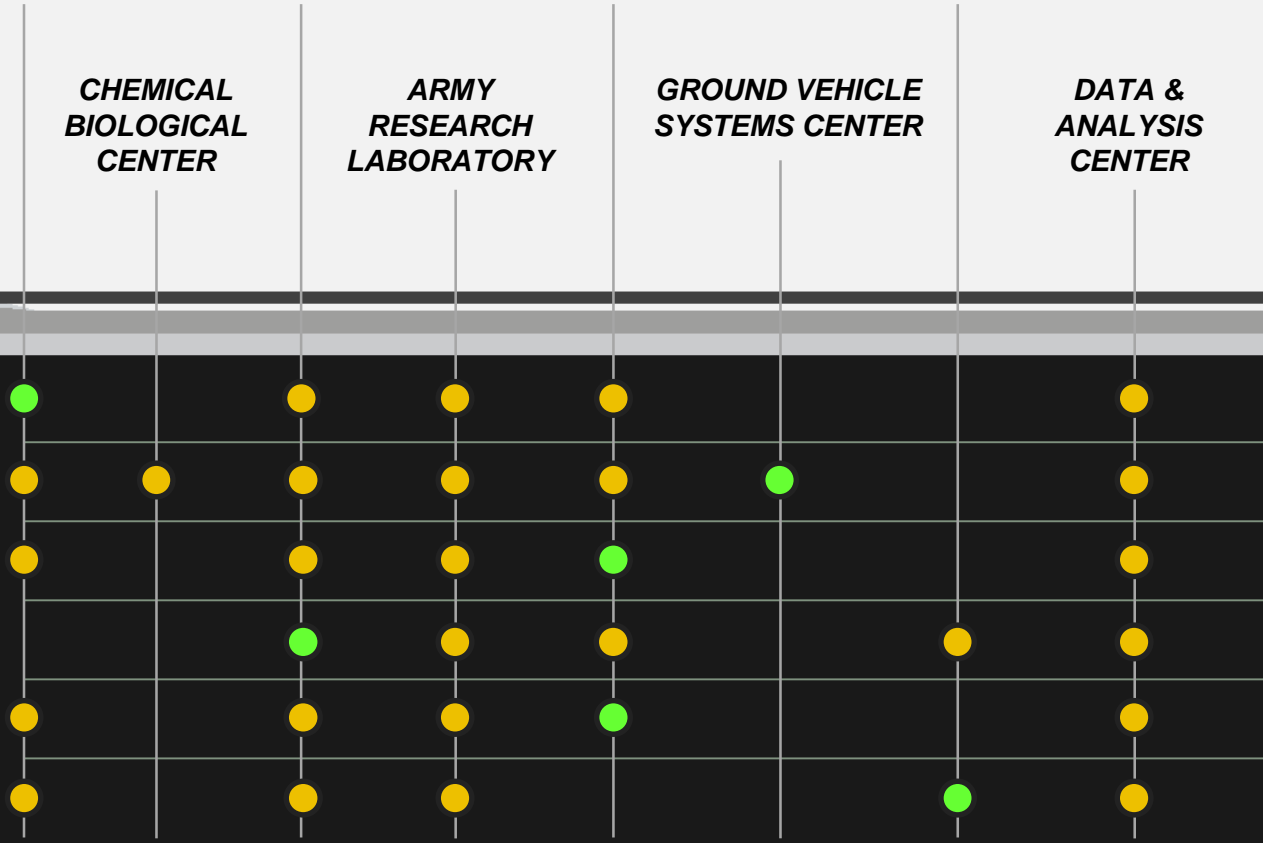 CHEMICAL
BIOLOGICAL
CENTER
ARMY
RESEARCH
LABORATORY
GROUND VEHICLE
SYSTEMS CENTER
DATA &
ANALYSIS
CENTER